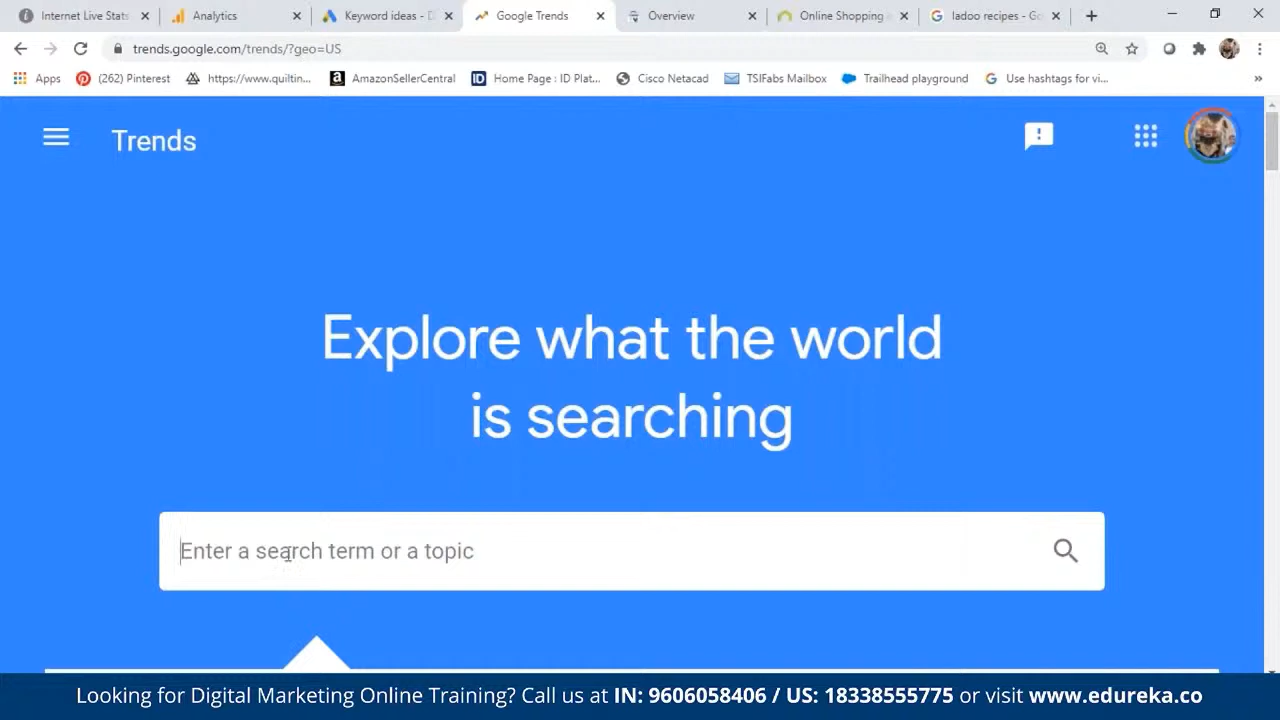 Internet Live Stats
Analytics
Keyword ideas - D
Google Trends
Overview
Online Shopping
ladoo recipes - Go
trends.google.com/trends/?geo=US
Apps
(262) Pinterest
https://www.quiltin...
AmazonSellerCentral
Home Page : ID Plat...
Cisco Netacad
TSIFabs Mailbox
Trailhead playground
Use hashtags for vi...
Trends
Explore what the world
is searching
Enter a search term or a topic
Looking for Digital Marketing Online Training? Call us at IN: 9606058406 / US: 18338555775 or visit www.edureka.co